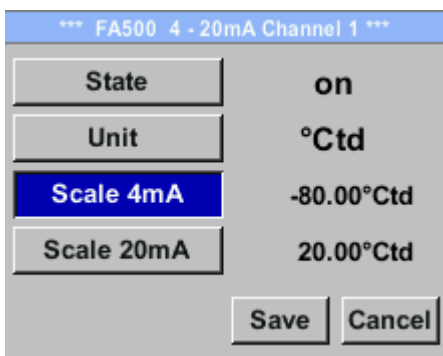 *** FA500 4 - 20mA Channel 1 ***
State on
Unit °Ctd
Scale 4mA -80.00°Ctd
Scale 20mA 20.00°Ctd
Save Cancel